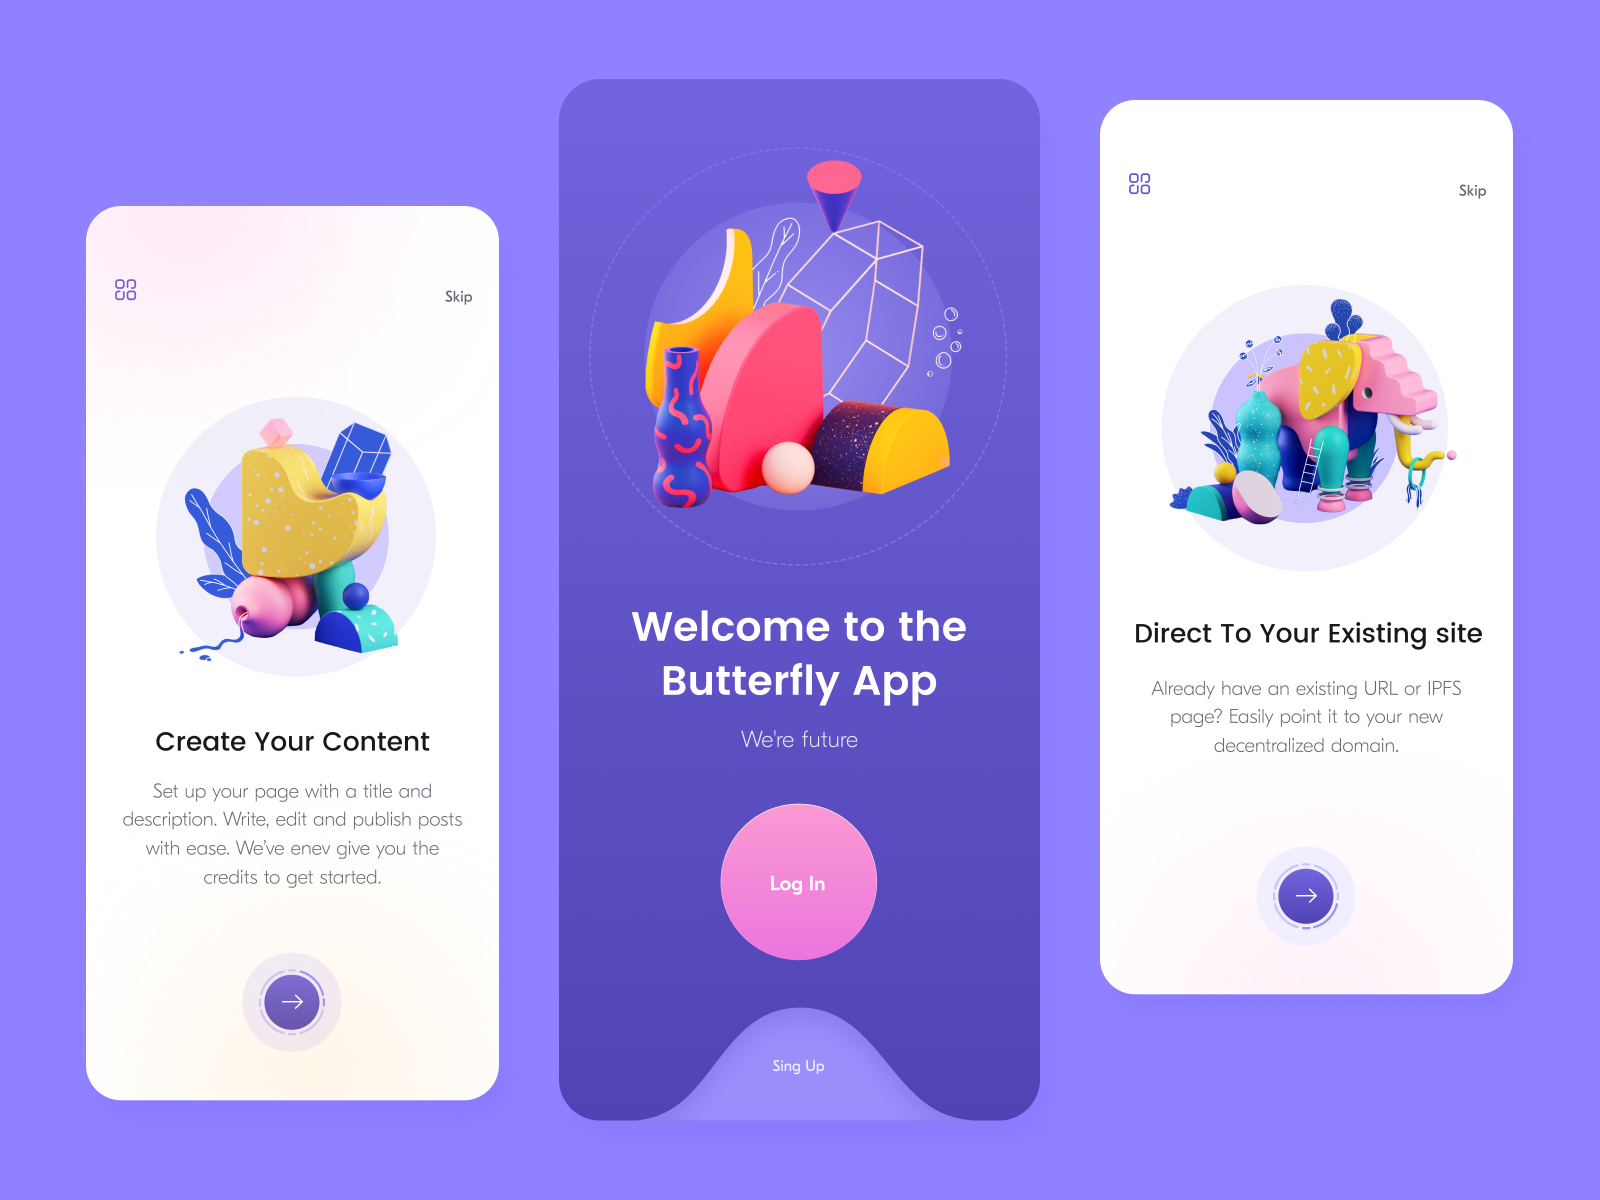 Skip
Create Your Content
Set up your page with a title and
description. Write, edit and publish posts
with ease. We've enev give you the
credits to get started.
Welcome to the
Butterfly App
We're future
Log In
Sing Up
Skip
Direct To Your Existing site
Already have an existing URL or IPFS
page? Easily point it to your new
decentralized domain.